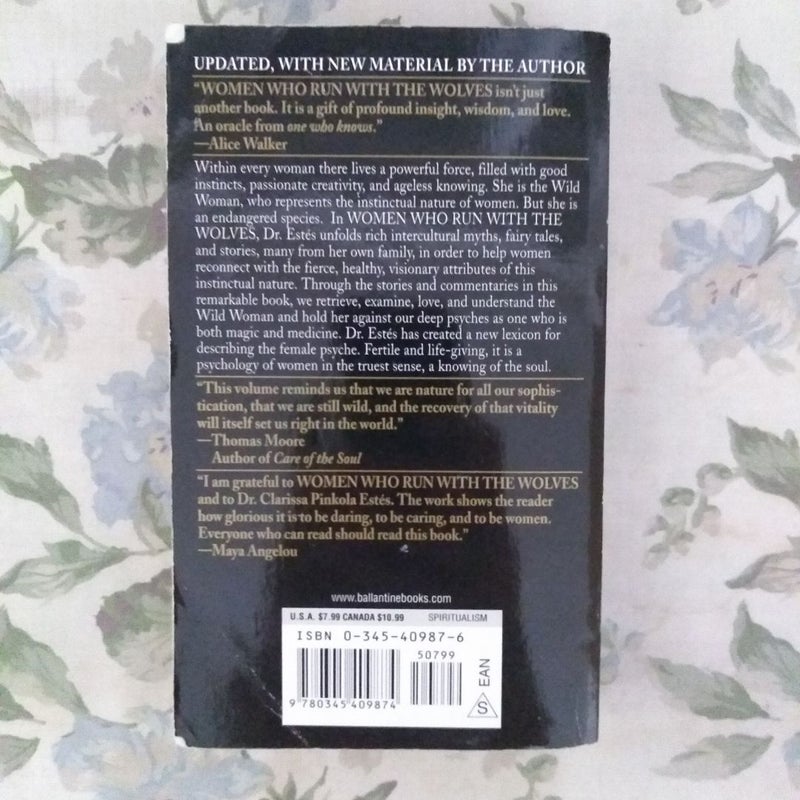 UPDATED, WITH NEW MATERIAL BY THE AUTHOR
“WOMEN WHO RUN WITH THE WOLVES isn’t just
another book. It is a gift of profound insight, wisdom, and love.
An oracle from one who knows.”
—Alice Walker
Within every woman there lives a powerful force, filled with good
instincts, passionate creativity, and ageless knowing. She is the Wild
Woman, who represents the instinctual nature of women. But she is
an endangered species. In WOMEN WHO RUN WITH THE
WOLVES, Dr. Estés unfolds rich intercultural myths, fairy tales,
and stories, many from her own family, in order to help women
reconnect with the fierce, healthy, visionary attributes of this
instinctual nature. Through the stories and commentaries in this
remarkable book, we retrieve, examine, love, and understand the
Wild Woman and hold her against our deep psyches as one who is
both magic and medicine. Dr. Estés has created a new lexicon for
describing the female psyche. Fertile and life-giving, it is a
psychology of women in the truest sense, a knowing of the soul.
“This volume reminds us that we are nature for all our sophis-
tication, that we are still wild, and the recovery of that vitality
will itself set us right in the world.”
—Thomas Moore
Author of Care of the Soul
“I am grateful to WOMEN WHO RUN WITH THE WOLVES
and to Dr. Clarissa Pinkola Estés. The work shows the reader
how glorious it is to be daring, to be caring, and to be women.
Everyone who can read should read this book.”
—Maya Angelou
www.ballantinebooks.com
U.S.A. $7.99 CANADA $10.99 SPIRITUALISM
ISBN 0-345-40987-6
50799
EAN
S
9 780345 409874